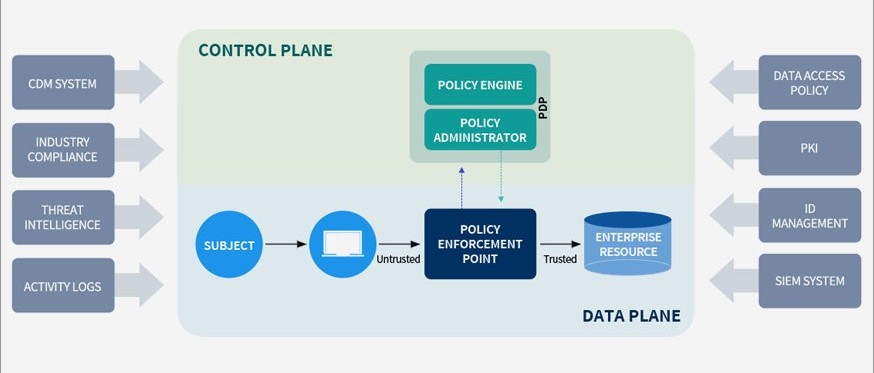 CONTROL PLANE
CDM SYSTEM
INDUSTRY
COMPLIANCE
THREAT
INTELLIGENCE
ACTIVITY LOGS
POLICY ENGINE
POLICY
ADMINISTRATOR
PDP
SUBJECT
Untrusted
POLICY
ENFORCEMENT
POINT
Trusted
ENTERPRISE
RESOURCE
DATA PLANE
DATA ACCESS
POLICY
PKI
ID
MANAGEMENT
SIEM SYSTEM